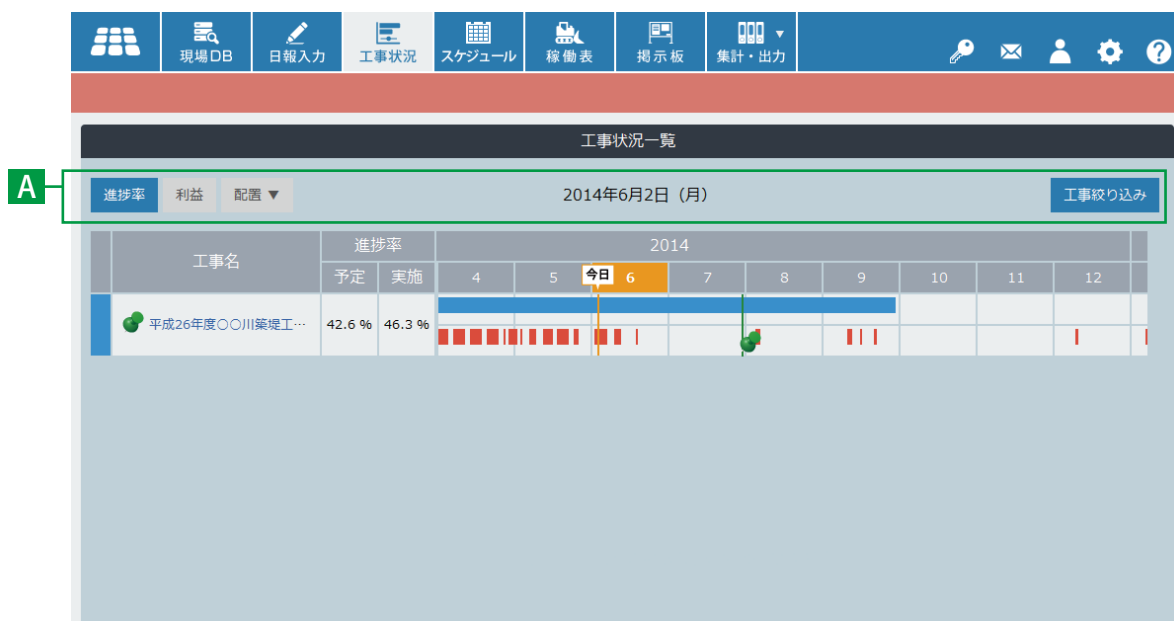 現場DB 日報入力 工事状況 スケジュール 稼働表 掲示板 集計・出力 ▼
工事状況一覧
A
進捗率 利益 配置 ▼ 2014年6月2日（月） 工事絞り込み
工事名 進捗率 2014
予定 実施 4 5 今日 6 7 8 9 10 11 12
平成26年度○○川築堤工… 42.6 % 46.3 %